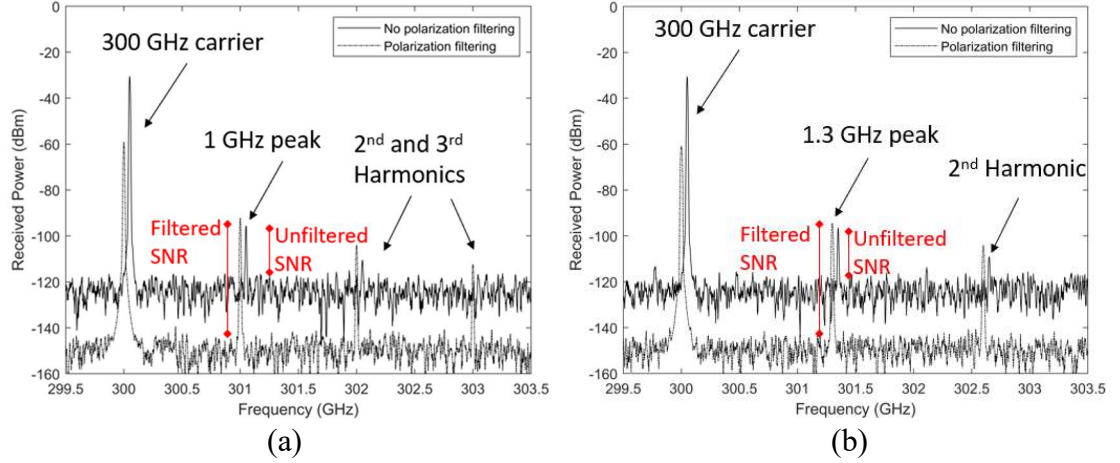 No polarization filtering
Polarization filtering
300 GHz carrier
1 GHz peak
2nd and 3rd
Harmonics
Filtered
SNR
Unfiltered
SNR
0
-20
-40
-60
-80
-100
-120
-140
-160
Received Power (dBm)
299.5 300 300.5 301 301.5 302 302.5 303 303.5
Frequency (GHz)
(a)
No polarization filtering
Polarization filtering
300 GHz carrier
1.3 GHz peak
2nd Harmonic
Filtered
SNR
Unfiltered
SNR
0
-20
-40
-60
-80
-100
-120
-140
-160
Received Power (dBm)
299.5 300 300.5 301 301.5 302 302.5 303 303.5
Frequency (GHz)
(b)